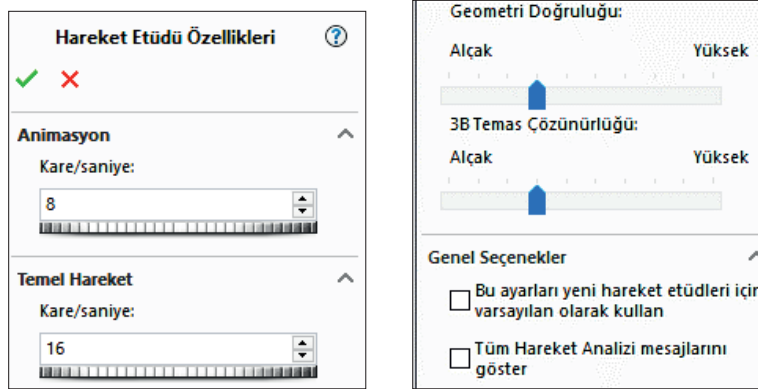 Hareket Etüdü Özellikleri
Animasyon
Kare/saniye:
8
Temel Hareket
Kare/saniye:
16
Geometri Doğruluğu:
Alçak Yüksek
3B Temas Çözünürlüğü:
Alçak Yüksek
Genel Seçenekler
Bu ayarları yeni hareket etüdleri için
varsayılan olarak kullan
Tüm Hareket Analizi mesajlarını
göster